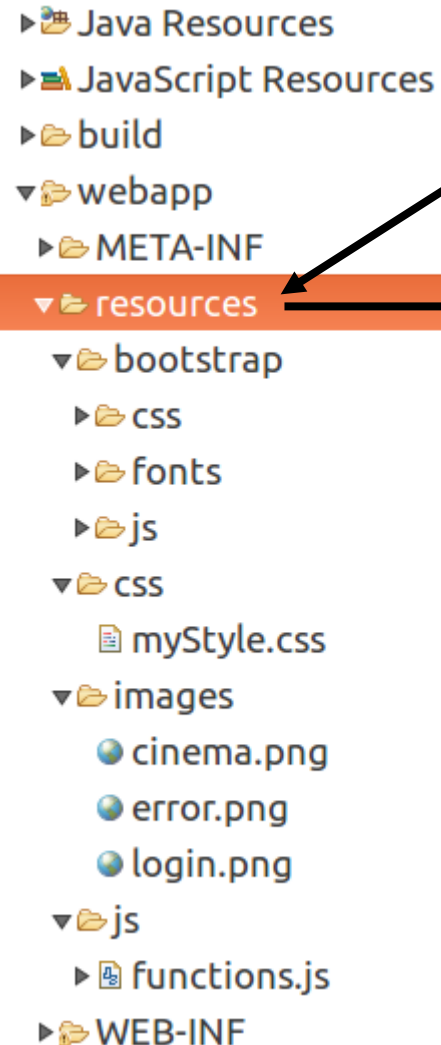 Java Resources
JavaScript Resources
build
webapp
META-INF
resources
bootstrap
css
fonts
js
css
myStyle.css
images
cinema.png
error.png
login.png
js
functions.js
WEB-INF